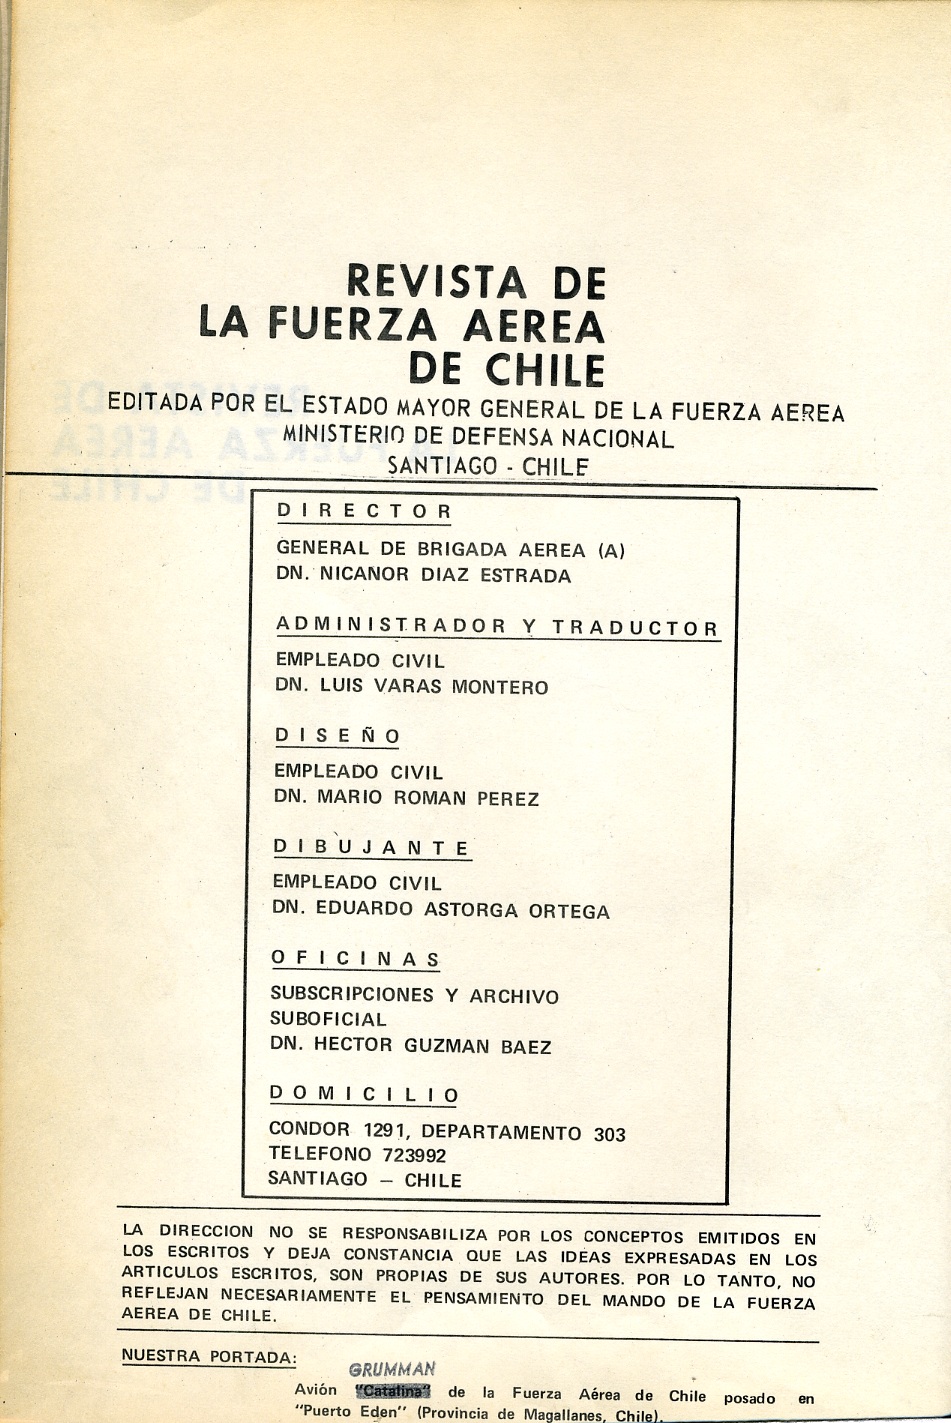 REVISTA DE
LA FUERZA AEREA
DE CHILE
EDITADA POR EL ESTADO MAYOR GENERAL DE LA FUERZA AEREA
MINISTERIO DE DEFENSA NACIONAL
SANTIAGO - CHILE
DIRECTOR
GENERAL DE BRIGADA AEREA (A)
DN. NICANOR DIAZ ESTRADA
ADMINISTRADOR Y TRADUCTOR
EMPLEADO CIVIL
DN. LUIS VARAS MONTERO
DISEÑO
EMPLEADO CIVIL
DN. MARIO ROMAN PEREZ
DIBUJANTE
EMPLEADO CIVIL
DN. EDUARDO ASTORGA ORTEGA
OFICINAS
SUBSCRIPCIONES Y ARCHIVO
SUBOFICIAL
DN. HECTOR GUZMAN BAEZ
DOMICILIO
CONDOR 1291, DEPARTAMENTO 303
TELEFONO 723992
SANTIAGO – CHILE
LA DIRECCION NO SE RESPONSABILIZA POR LOS CONCEPTOS EMITIDOS EN
LOS ESCRITOS Y DEJA CONSTANCIA QUE LAS IDEAS EXPRESADAS EN LOS
ARTICULOS ESCRITOS, SON PROPIAS DE SUS AUTORES. POR LO TANTO, NO
REFLEJAN NECESARIAMENTE EL PENSAMIENTO DEL MANDO DE LA FUERZA
AEREA DE CHILE.
NUESTRA PORTADA:
GRUMMAN
Avión "Catalina" de la Fuerza Aérea de Chile posado en
"Puerto Eden" (Provincia de Magallanes, Chile).